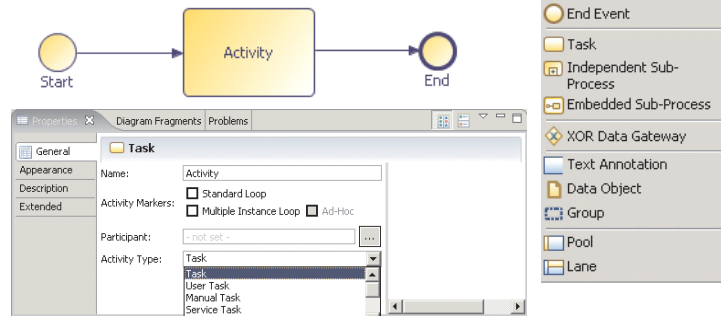 Start
Activity
End
Properties
Diagram Fragments
Problems
General
Appearance
Description
Extended
Task
Name:
Activity
Activity Markers:
Standard Loop
Multiple Instance Loop
Ad-Hoc
Participant:
- not set -
...
Activity Type:
Task
Task
User Task
Manual Task
Service Task
End Event
Task
Independent Sub-
Process
Embedded Sub-Process
XOR Data Gateway
Text Annotation
Data Object
Group
Pool
Lane